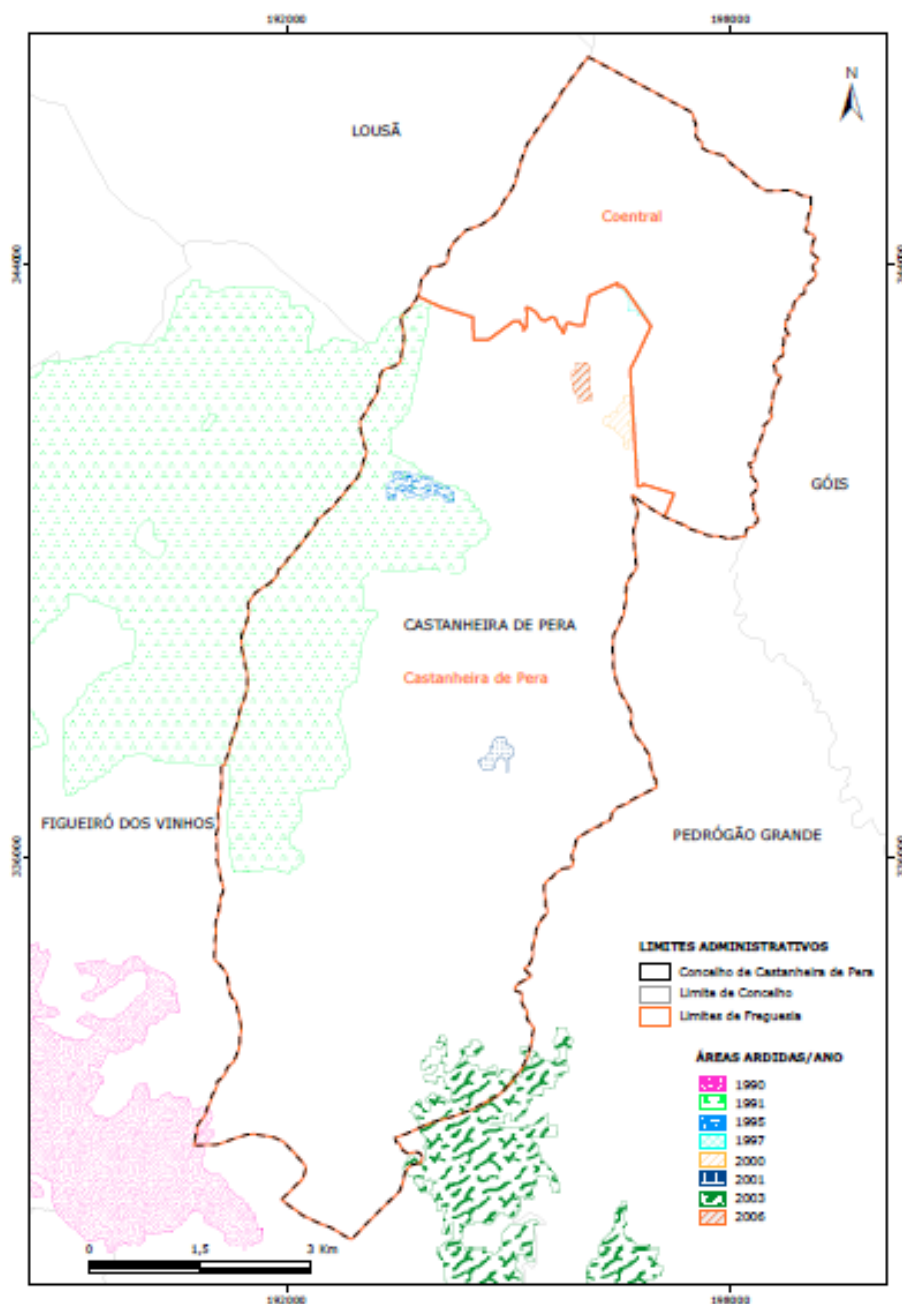 192000
198000
N
LOUSÃ
Coentral
344000
GÓIS
CASTANHEIRA DE PERA
Castanheira de Pera
FIGUEIRÓ DOS VINHOS
PEDRÓGÃO GRANDE
336000
336000
LIMITES ADMINISTRATIVOS
Concelho de Castanheira de Pera
Limite de Concelho
Limites de Freguesia
ÁREAS ARDIDAS/ANO
1990
1991
1995
1997
2000
2001
2003
2006
0 1,5 3 Km
192000
198000